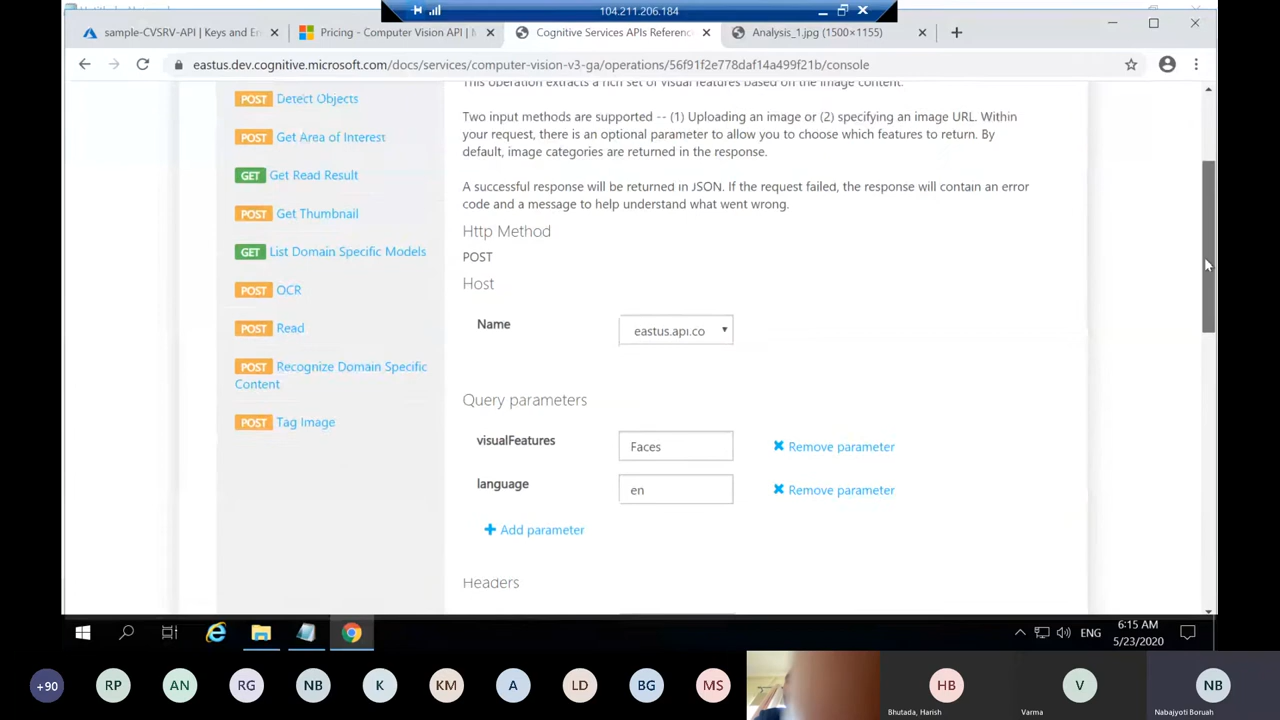 104.211.206.184
sample-CVSRV-API | Keys and En
Pricing - Computer Vision API | M
Cognitive Services APIs Referenc
Analysis_1.jpg (1500×1155)
eastus.dev.cognitive.microsoft.com/docs/services/computer-vision-v3-ga/operations/56f91f2e778daf14a499f21b/console
This operation extracts a rich set of visual features based on the image content.
POST Detect Objects
Two input methods are supported -- (1) Uploading an image or (2) specifying an image URL. Within
your request, there is an optional parameter to allow you to choose which features to return. By
default, image categories are returned in the response.
POST Get Area of Interest
GET Get Read Result
A successful response will be returned in JSON. If the request failed, the response will contain an error
code and a message to help understand what went wrong.
POST Get Thumbnail
Http Method
GET List Domain Specific Models
POST
Host
POST OCR
Name
eastus.api.co
POST Read
POST Recognize Domain Specific
Content
Query parameters
POST Tag Image
visualFeatures
Faces
Remove parameter
language
en
Remove parameter
Add parameter
Headers
ENG
6:15 AM
5/23/2020
+90
RP
AN
RG
NB
K
KM
A
LD
BG
MS
HB
V
NB
Bhutada, Harish
Varma
Nabajyoti Boruah